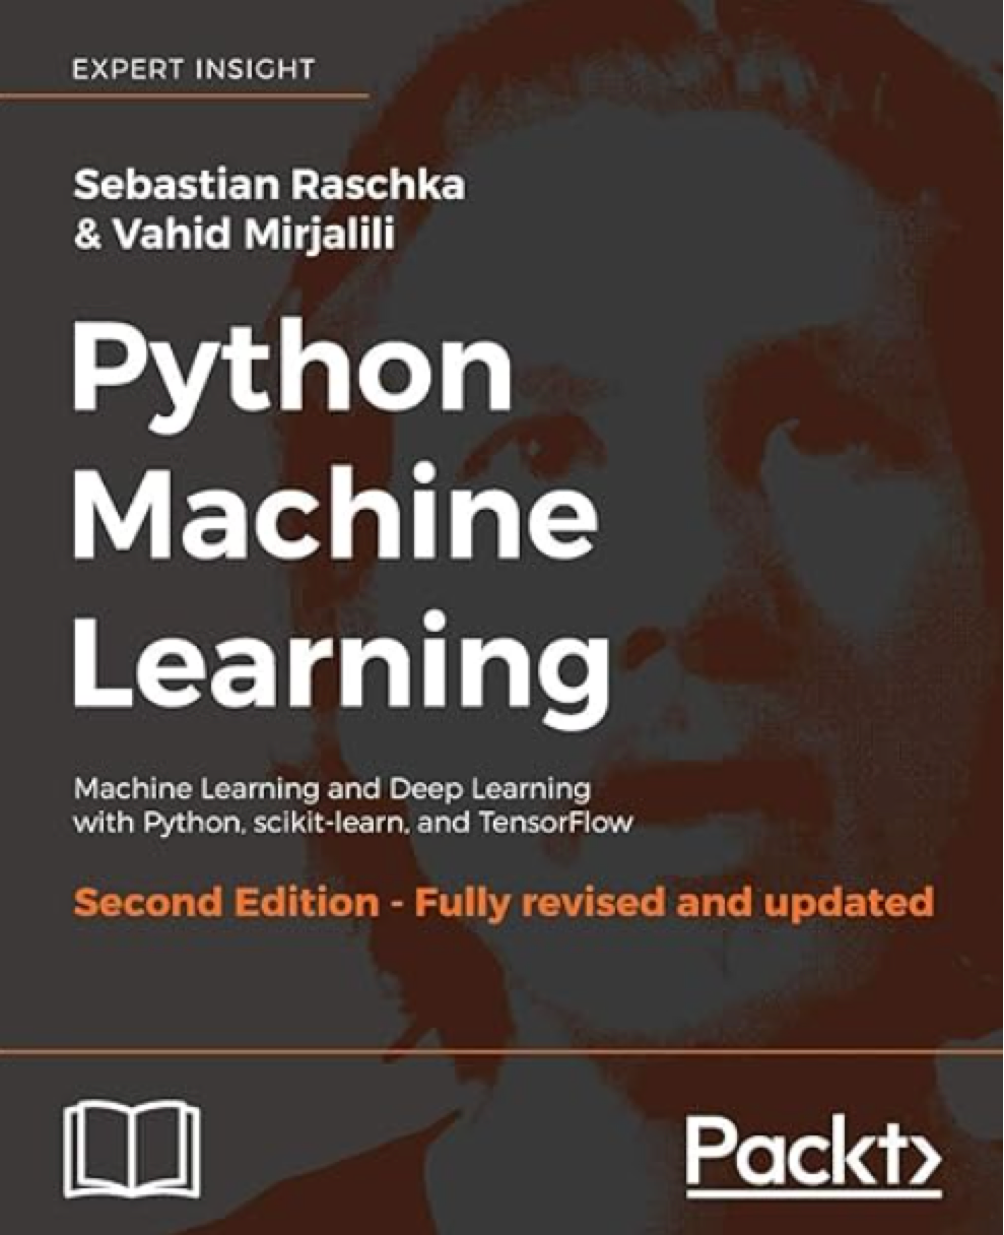 EXPERT INSIGHT
Sebastian Raschka
& Vahid Mirjalili
Python
Machine
Learning
Machine Learning and Deep Learning
with Python, scikit-learn, and TensorFlow
Second Edition - Fully revised and updated
Packt>